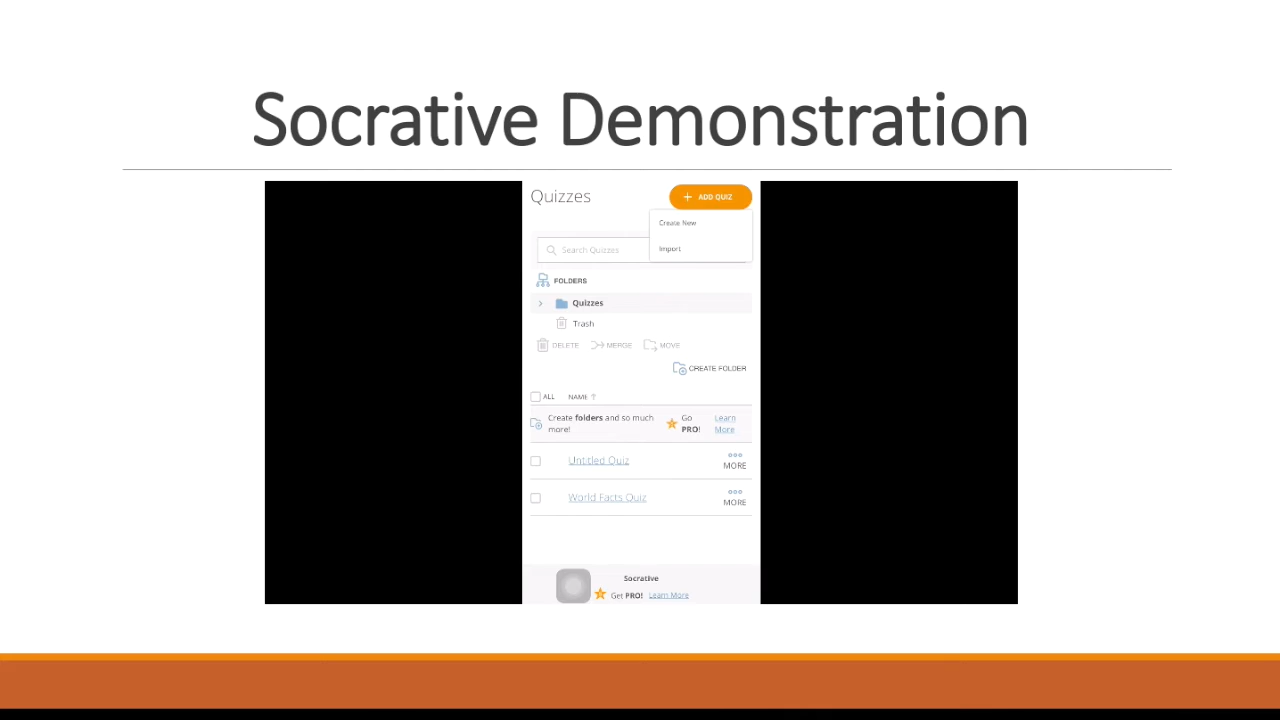 Socrative Demonstration
Quizzes
+ ADD QUIZ
Create New
Import
Search Quizzes
FOLDERS
Quizzes
Trash
DELETE MERGE MOVE
CREATE FOLDER
ALL NAME
Create folders and so much more!
Go PRO!
Learn More
Untitled Quiz
MORE
World Facts Quiz
MORE
Socrative
Get PRO! Learn More